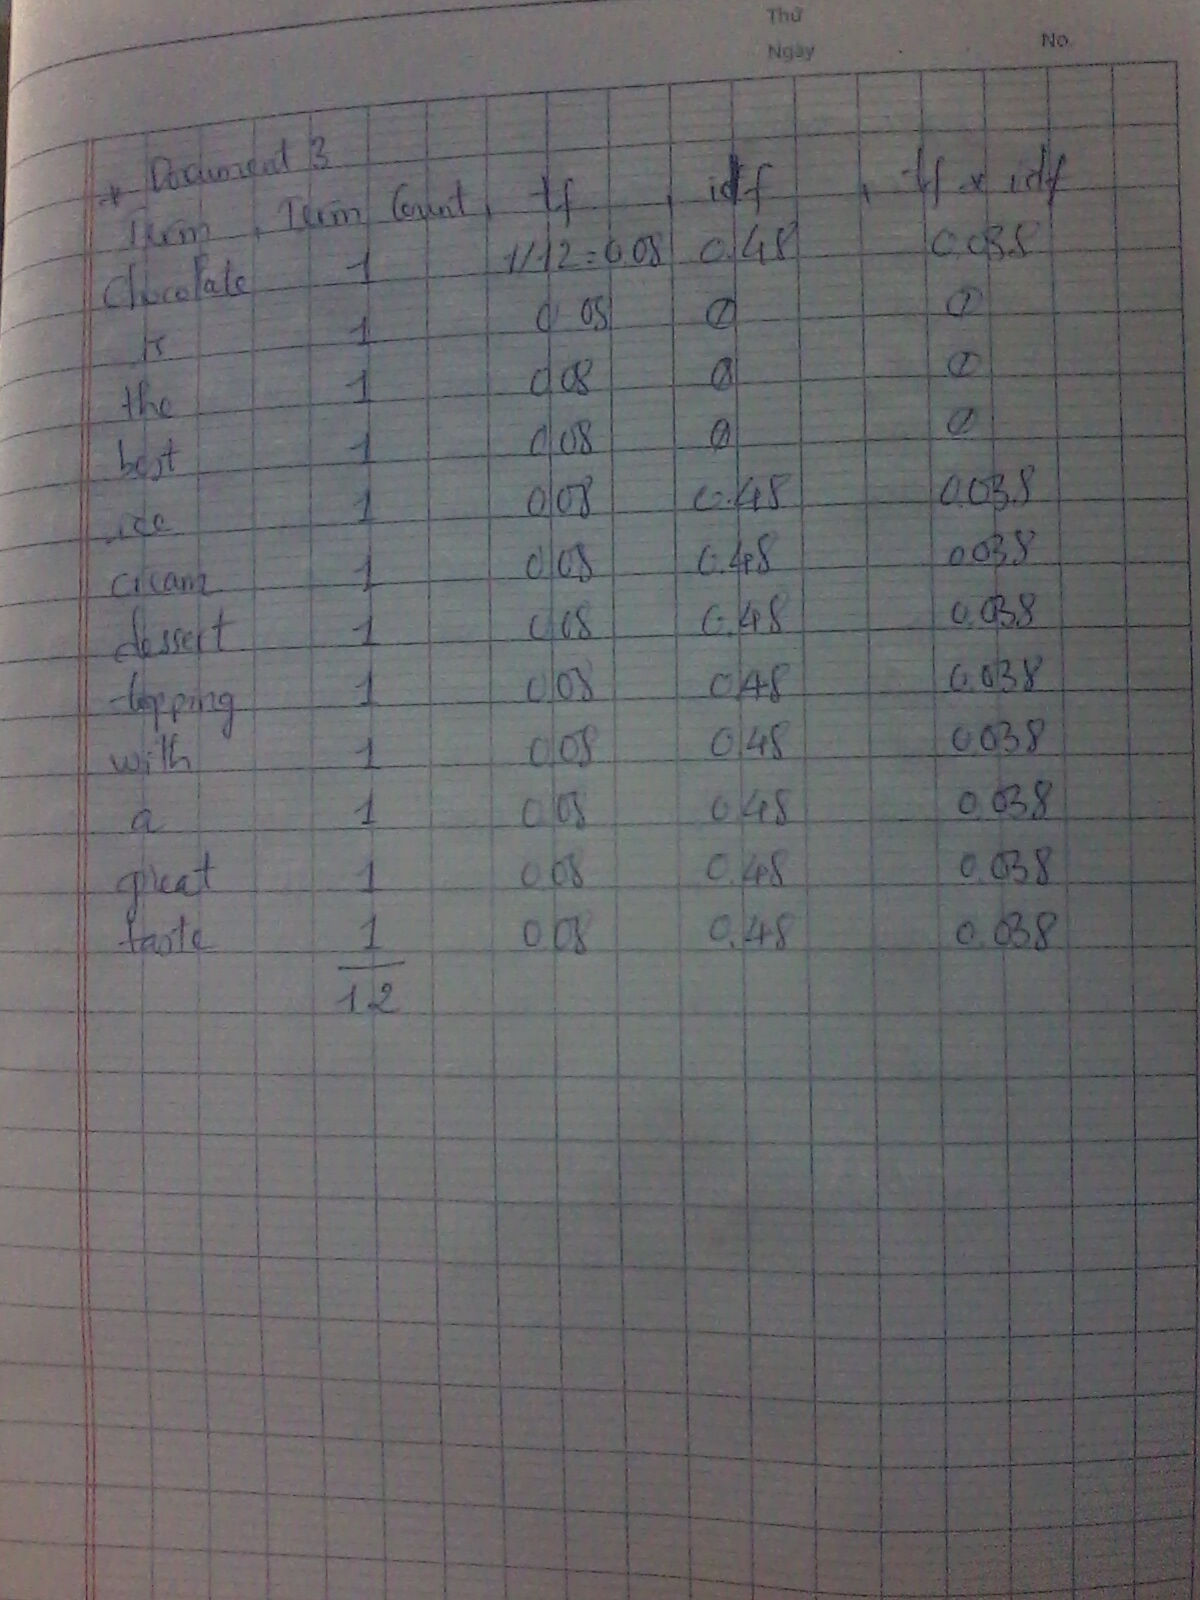 Thứ
Ngày No.
* Document 3
Term, Term Count, tf, idf, tf x idf
Chocolate 1 1/12=0.08 0.48 0.038
is 1 0.08 0 0
the 1 0.08 0 0
best 1 0.08 0 0
ice 1 0.08 0.48 0.038
cream 1 0.08 0.48 0.038
dessert 1 0.08 0.48 0.038
topping 1 0.08 0.48 0.038
with 1 0.08 0.48 0.038
a 1 0.08 0.48 0.038
great 1 0.08 0.48 0.038
taste 1 0.08 0.48 0.038
12